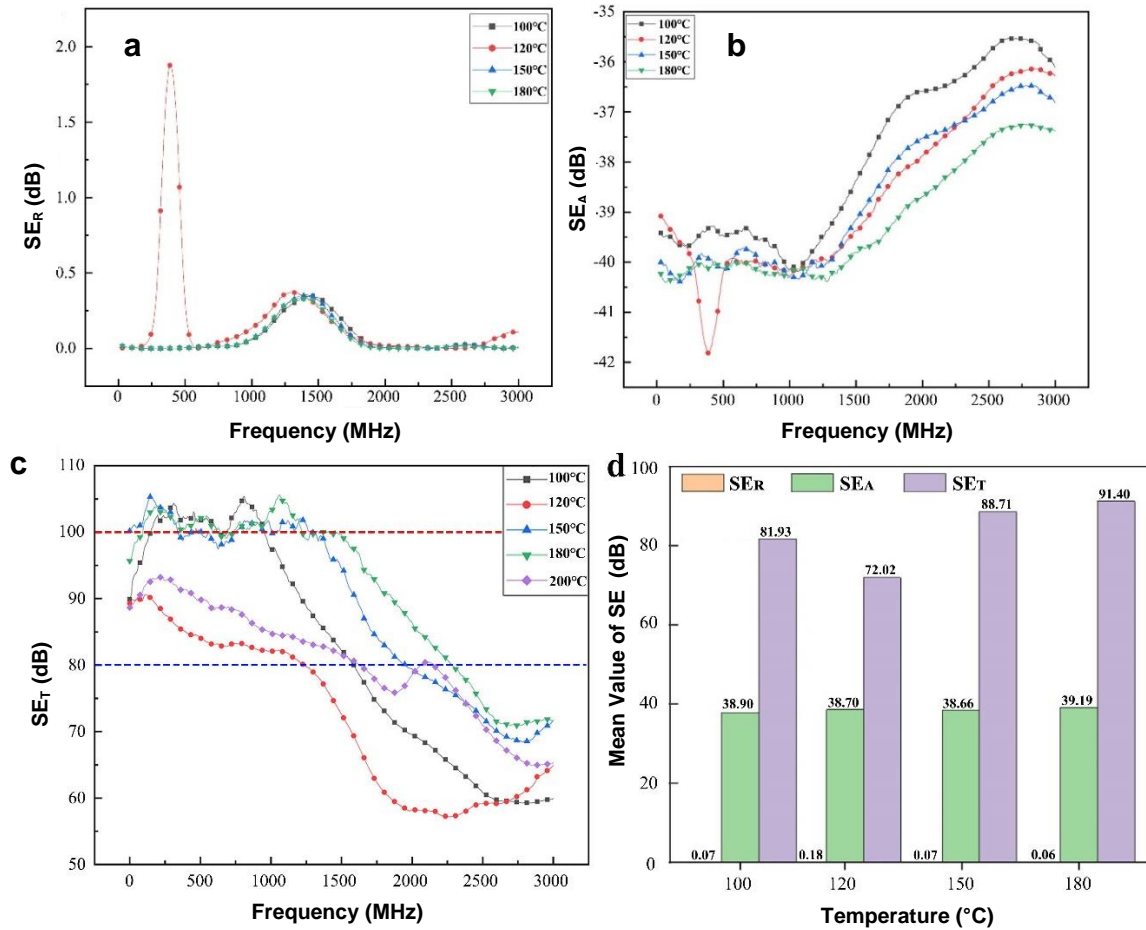 a
100°C
120°C
150°C
180°C
2.0
1.5
1.0
0.5
0.0
SER (dB)
0 500 1000 1500 2000 2500 3000
Frequency (MHz)
b
100°C
120°C
150°C
180°C
-35
-36
-37
-38
-39
-40
-41
-42
SEA (dB)
0 500 1000 1500 2000 2500 3000
Frequency (MHz)
c
100°C
120°C
150°C
180°C
200°C
110
100
90
80
70
60
50
SET (dB)
0 500 1000 1500 2000 2500 3000
Frequency (MHz)
d
SER SEA SET
100
80
60
40
20
0
Mean Value of SE (dB)
0.07 38.90 81.93
0.18 38.70 72.02
0.07 38.66 88.71
0.06 39.19 91.40
100 120 150 180
Temperature (°C)